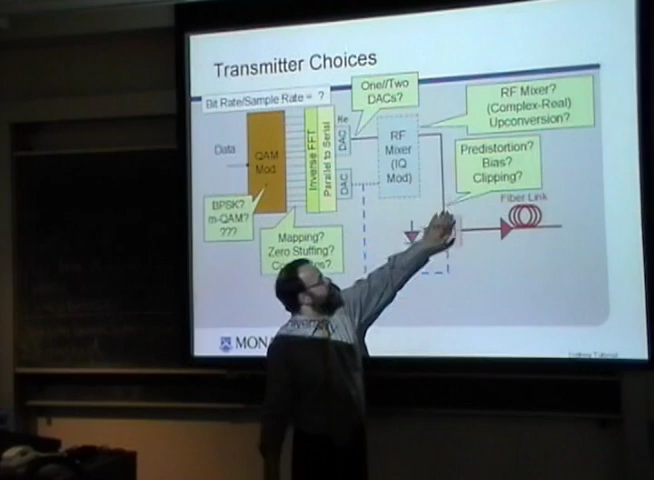 Transmitter Choices
Bit Rate/Sample Rate = ?
One//Two
DACs?
RF Mixer?
(Complex-Real)
Upconversion?
Data
QAM
Mod
Inverse FFT
Parallel to Serial
Re
DAC
DAC
RF
Mixer
(IQ
Mod)
Predistortion?
Bias?
Clipping?
BPSK?
m-QAM?
???
Mapping?
Zero Stuffing?
Fiber Link
MONA